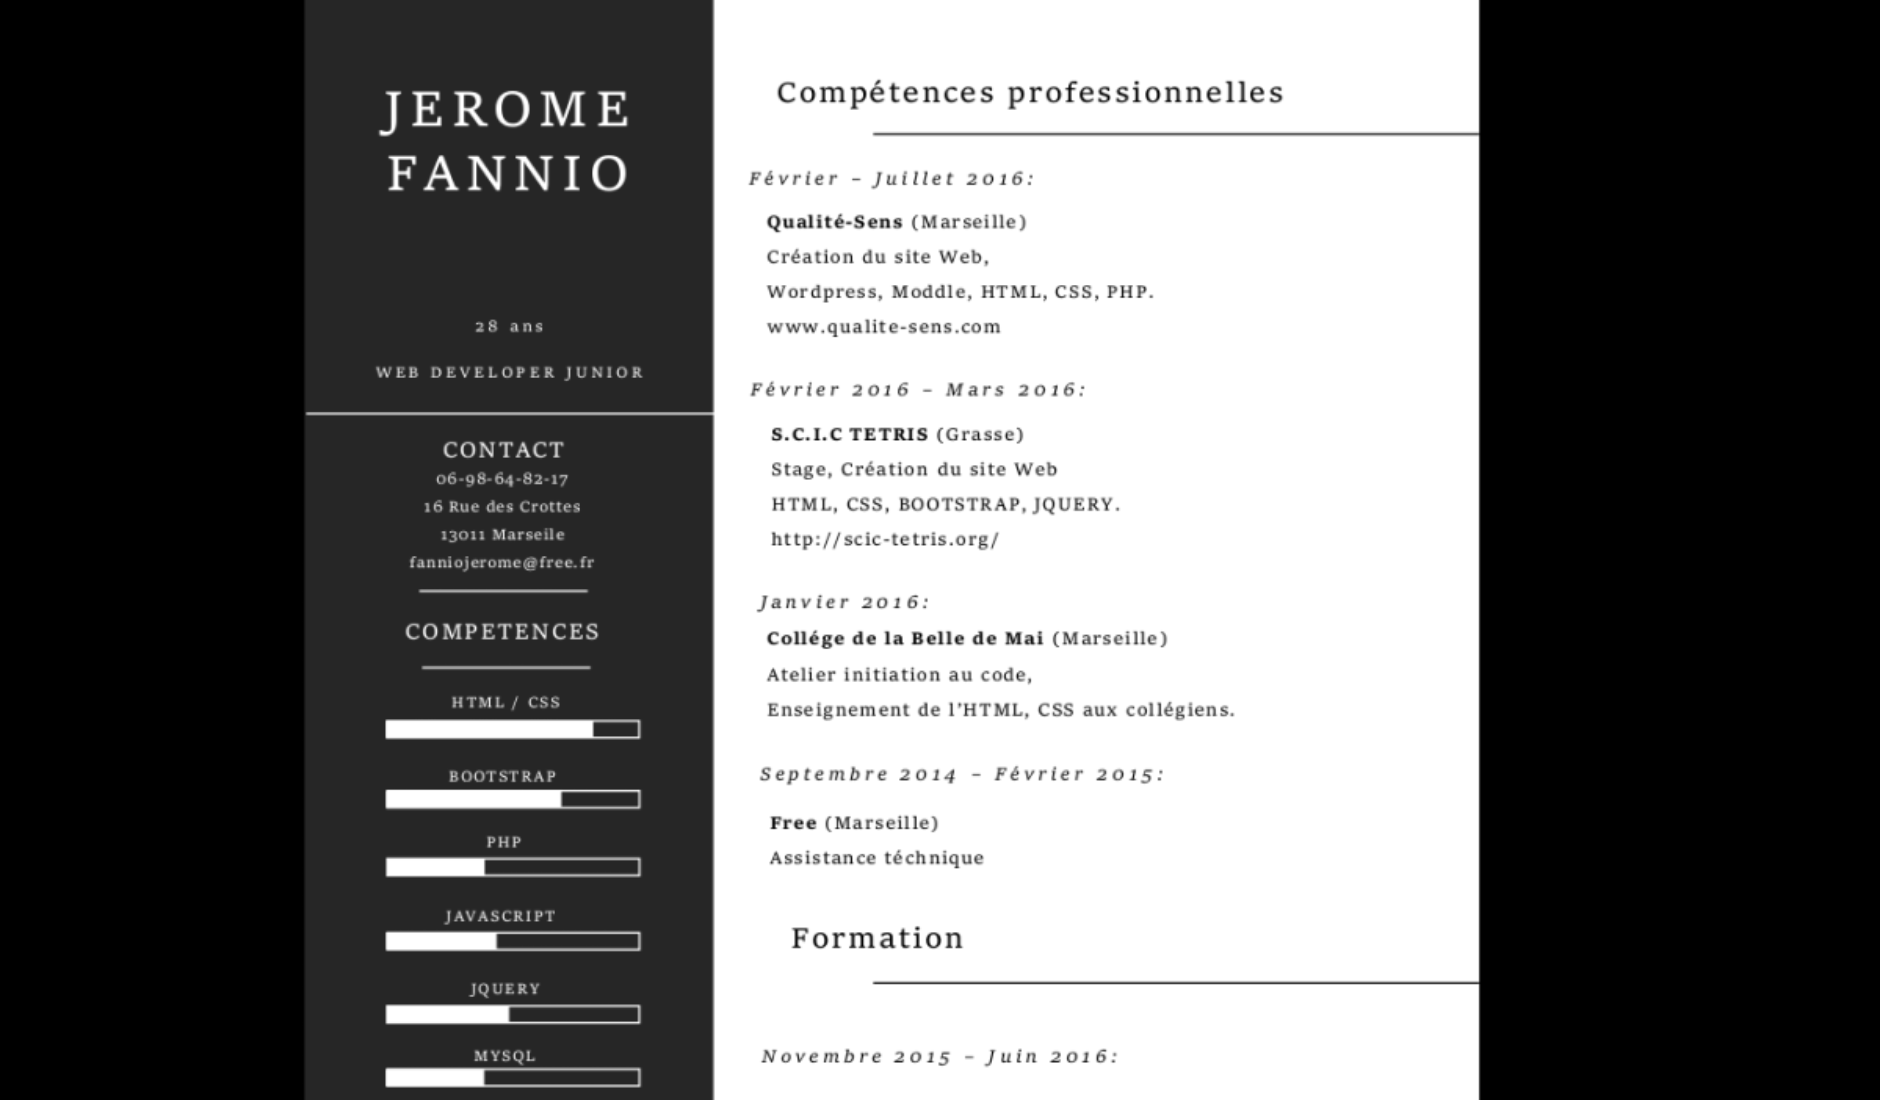 JEROME
FANNIO
28 ans
WEB DEVELOPER JUNIOR
CONTACT
06-98-64-82-17
16 Rue des Crottes
13011 Marseile
fanniojerome@free.fr
COMPETENCES
HTML / CSS
BOOTSTRAP
PHP
JAVASCRIPT
JQUERY
MYSQL
Compétences professionnelles
Février – Juillet 2016:
Qualité-Sens (Marseille)
Création du site Web,
Wordpress, Moddle, HTML, CSS, PHP.
www.qualite-sens.com
Février 2016 – Mars 2016:
S.C.I.C TETRIS (Grasse)
Stage, Création du site Web
HTML, CSS, BOOTSTRAP, JQUERY.
http://scic-tetris.org/
Janvier 2016:
Collége de la Belle de Mai (Marseille)
Atelier initiation au code,
Enseignement de l’HTML, CSS aux collégiens.
Septembre 2014 – Février 2015:
Free (Marseille)
Assistance téchnique
Formation
Novembre 2015 – Juin 2016: